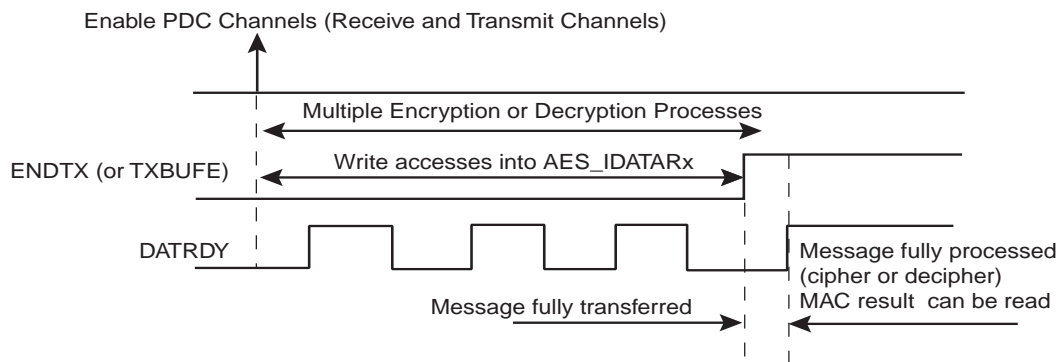 Enable PDC Channels (Receive and Transmit Channels)
Multiple Encryption or Decryption Processes
Write accesses into AES_IDATARx
ENDTX (or TXBUFE)
DATRDY
Message fully processed
(cipher or decipher)
MAC result can be read
Message fully transferred